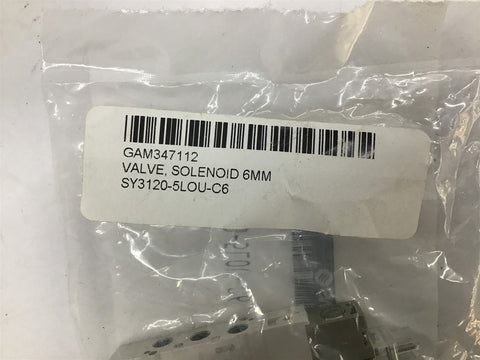 GAM347112
VALVE, SOLENOID 6MM
SY3120-5LOU-C6